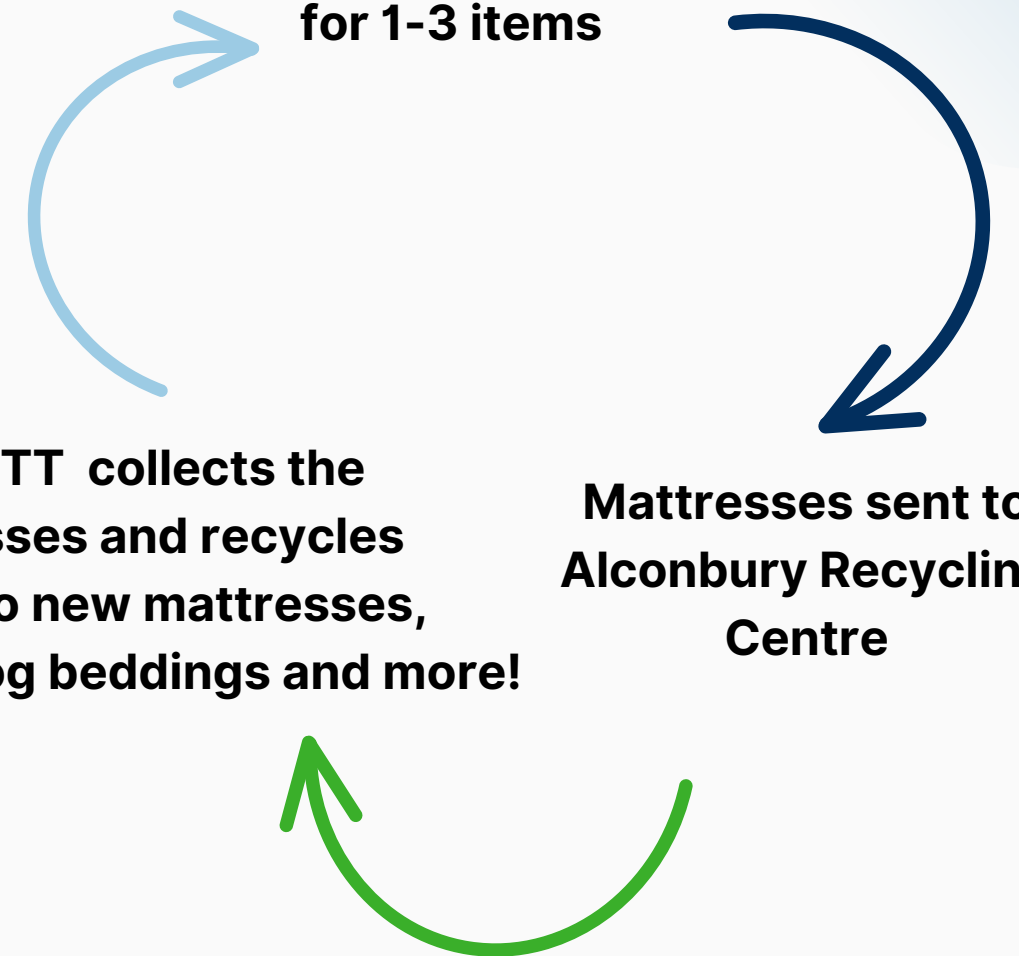 for 1-3 items
TT collects the
sses and recycles
o new mattresses,
og beddings and more!
Mattresses sent to
Alconbury Recyclin
Centre